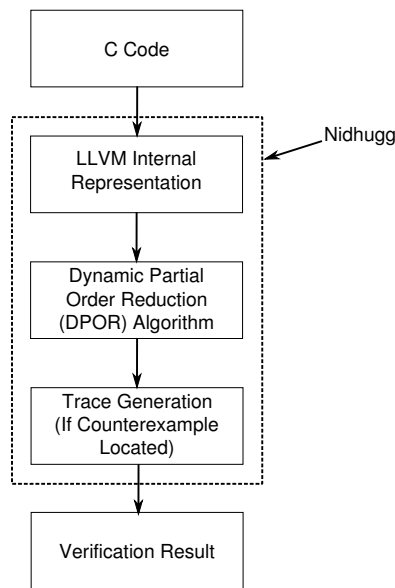 C Code
Nidhugg
LLVM Internal
Representation
Dynamic Partial
Order Reduction
(DPOR) Algorithm
Trace Generation
(If Counterexample
Located)
Verification Result